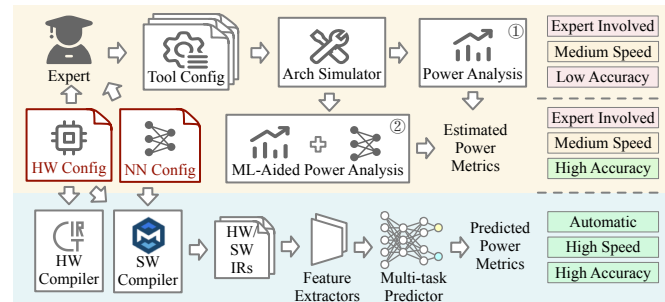 Expert
Tool Config
Arch Simulator
①
Power Analysis
Expert Involved
Medium Speed
Low Accuracy
HW Config
NN Config
②
ML-Aided Power Analysis
Estimated
Power
Metrics
Expert Involved
Medium Speed
High Accuracy
CIRT
HW
Compiler
SW
Compiler
HW/
SW
IRs
Feature
Extractors
Multi-task
Predictor
Predicted
Power
Metrics
Automatic
High Speed
High Accuracy